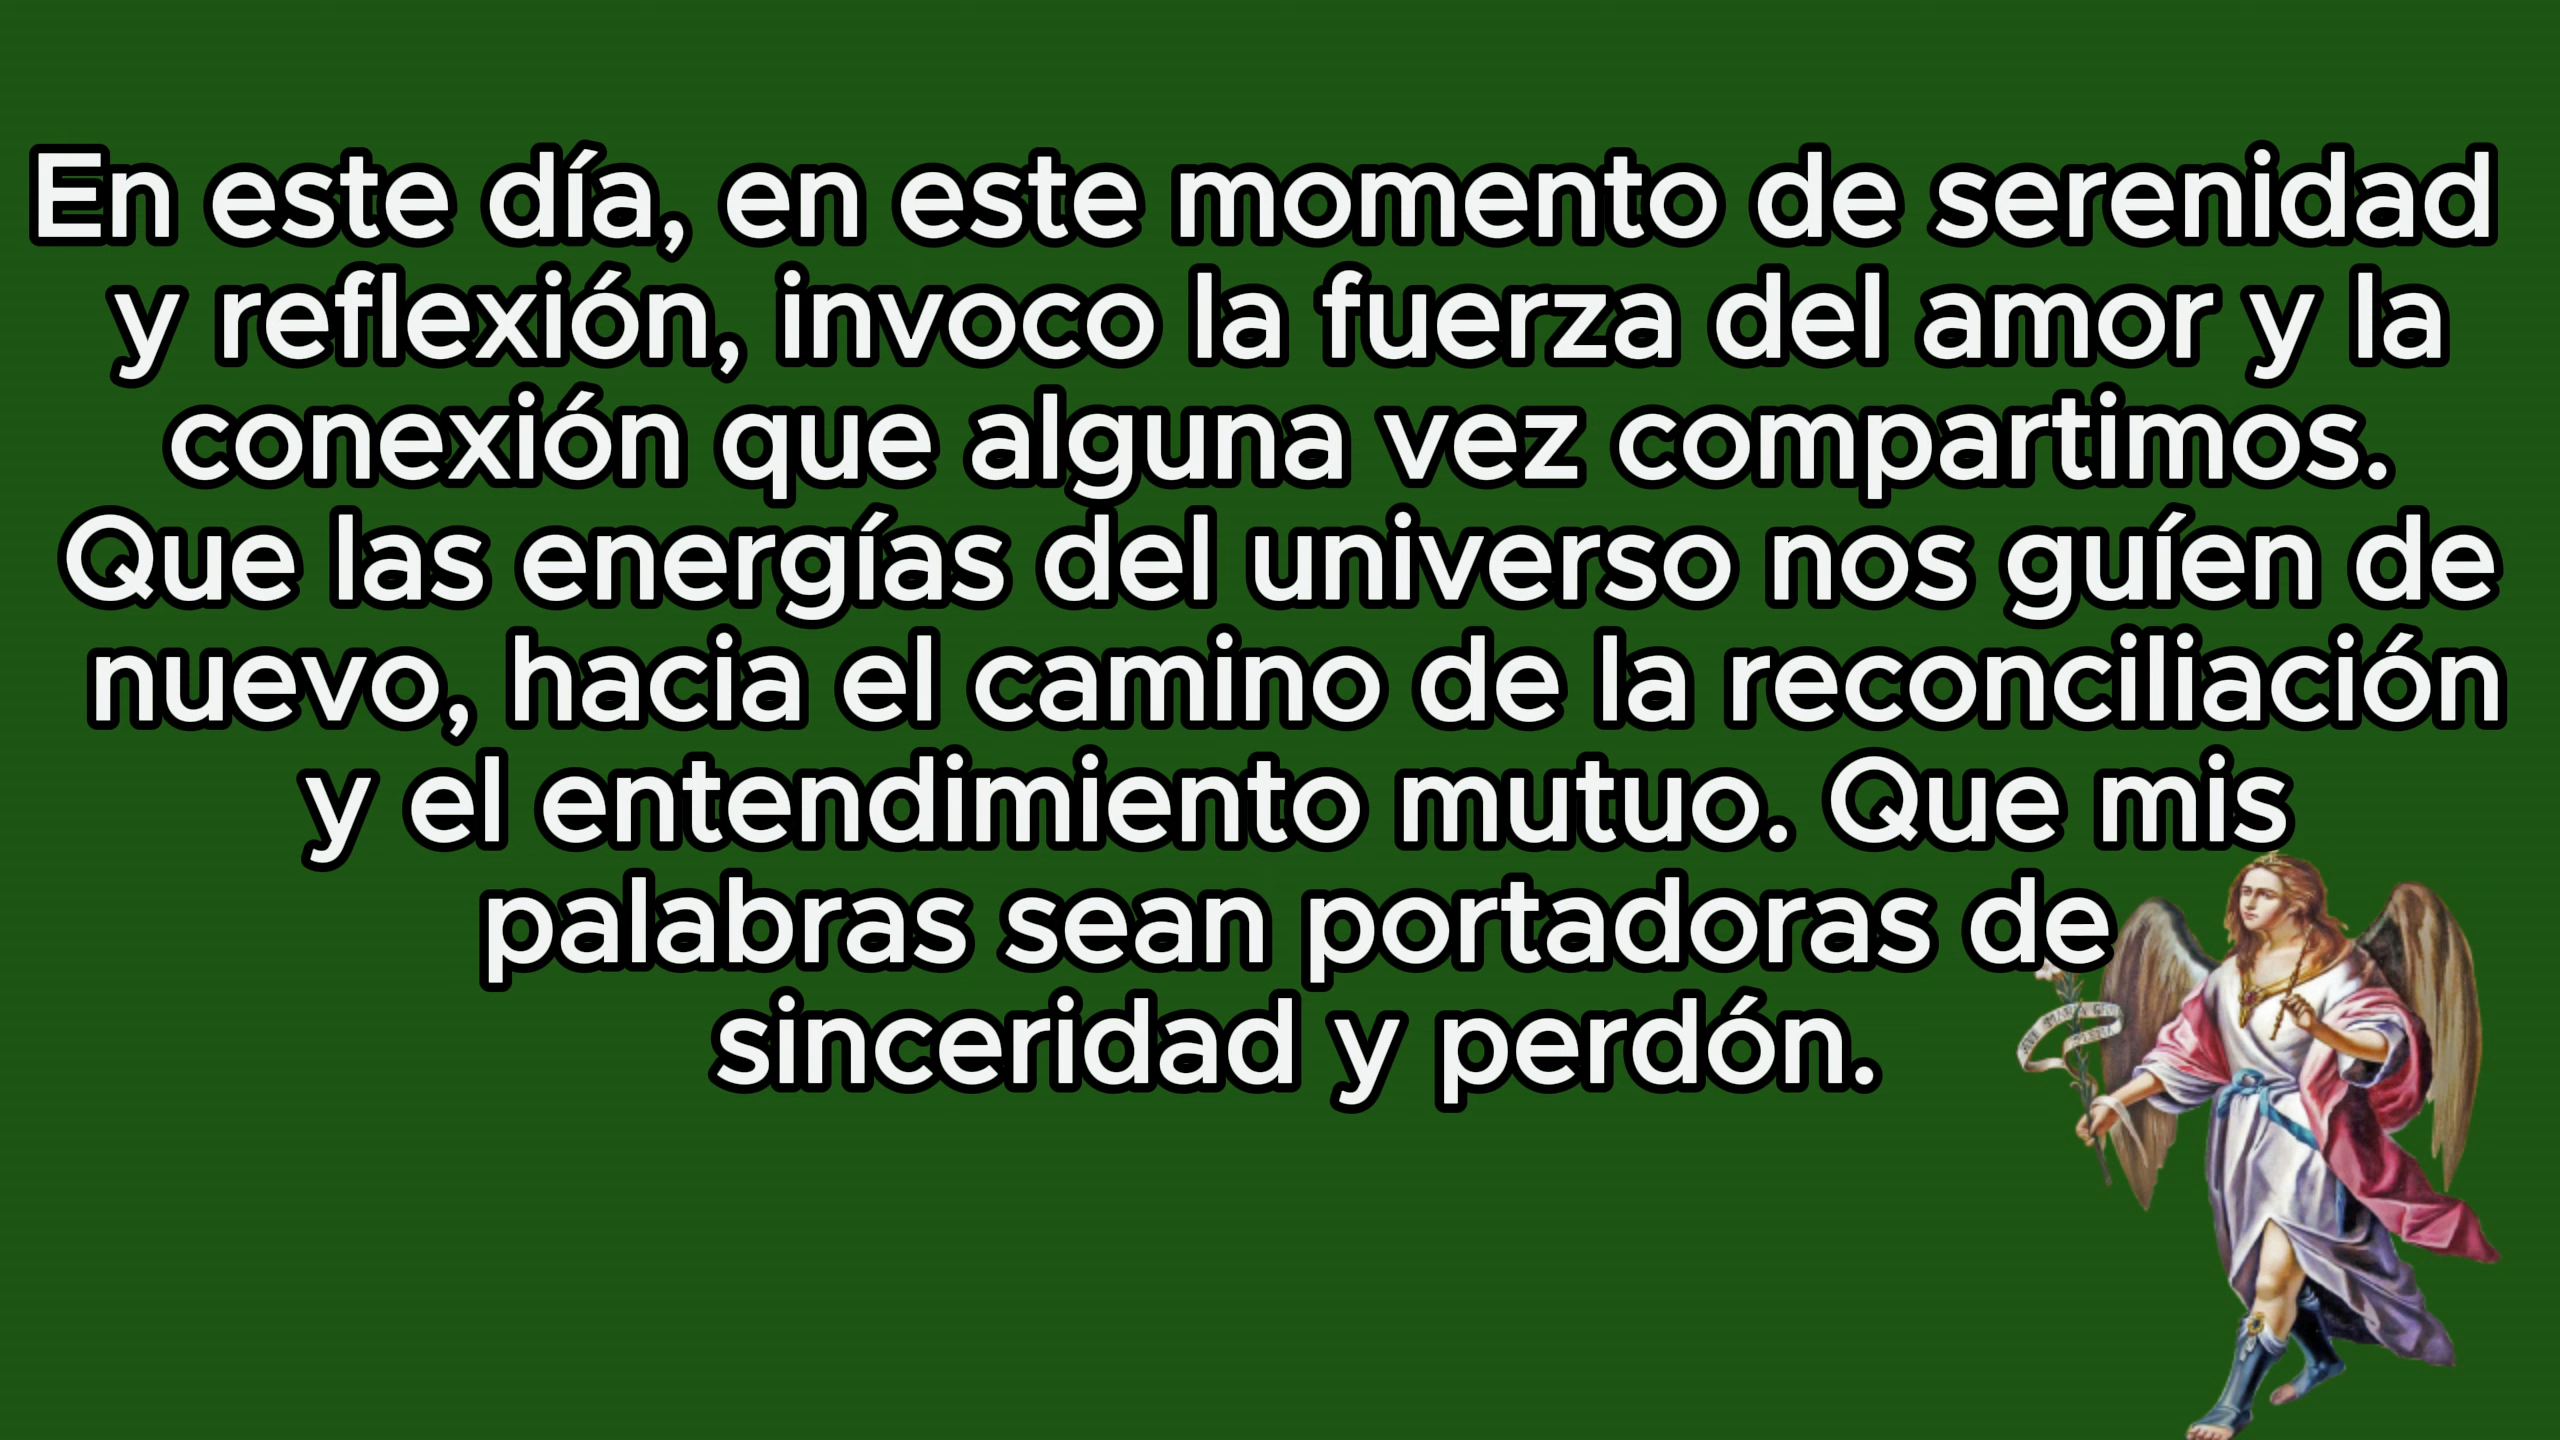 En este día, en este momento de serenidad
y reflexión, invoco la fuerza del amor y la
conexión que alguna vez compartimos.
Que las energías del universo nos guíen de
nuevo, hacia el camino de la reconciliación
y el entendimiento mutuo. Que mis
palabras sean portadoras de
sinceridad y perdón.